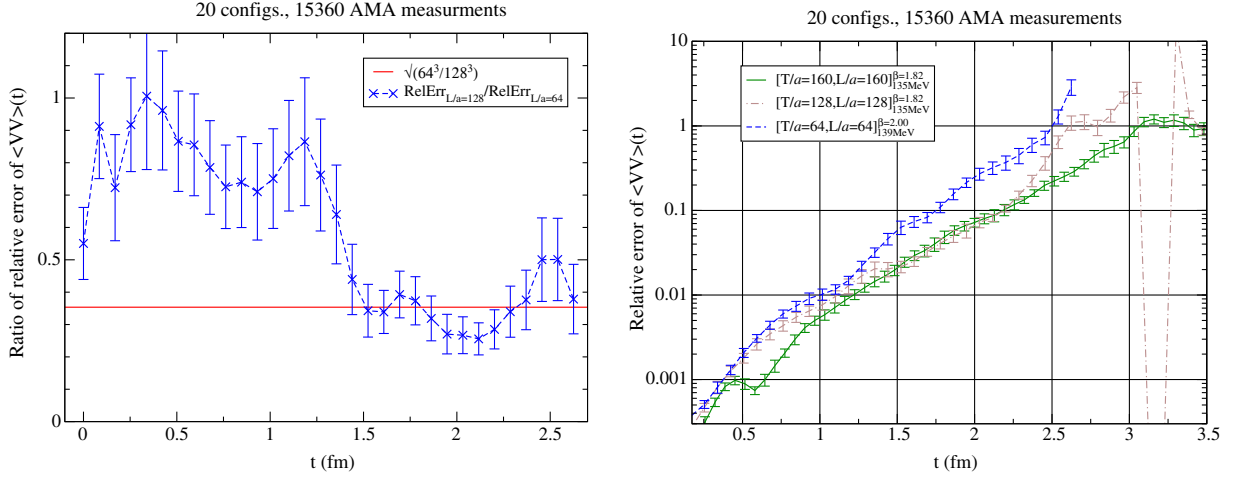 20 configs., 15360 AMA measurments
Ratio of relative error of <VV>(t)
1
0.5
0
√(64³/128³)
RelErr_{L/a=128}/RelErr_{L/a=64}
0 0.5 1 1.5 2 2.5
t (fm)
20 configs., 15360 AMA measurements
Relative error of <VV>(t)
10
1
0.1
0.01
0.001
[T/a=160,L/a=160]^{β=1.82}_{135MeV}
[T/a=128,L/a=128]^{β=1.82}_{135MeV}
[T/a=64,L/a=64]^{β=2.00}_{139MeV}
0.5 1 1.5 2 2.5 3 3.5
t (fm)